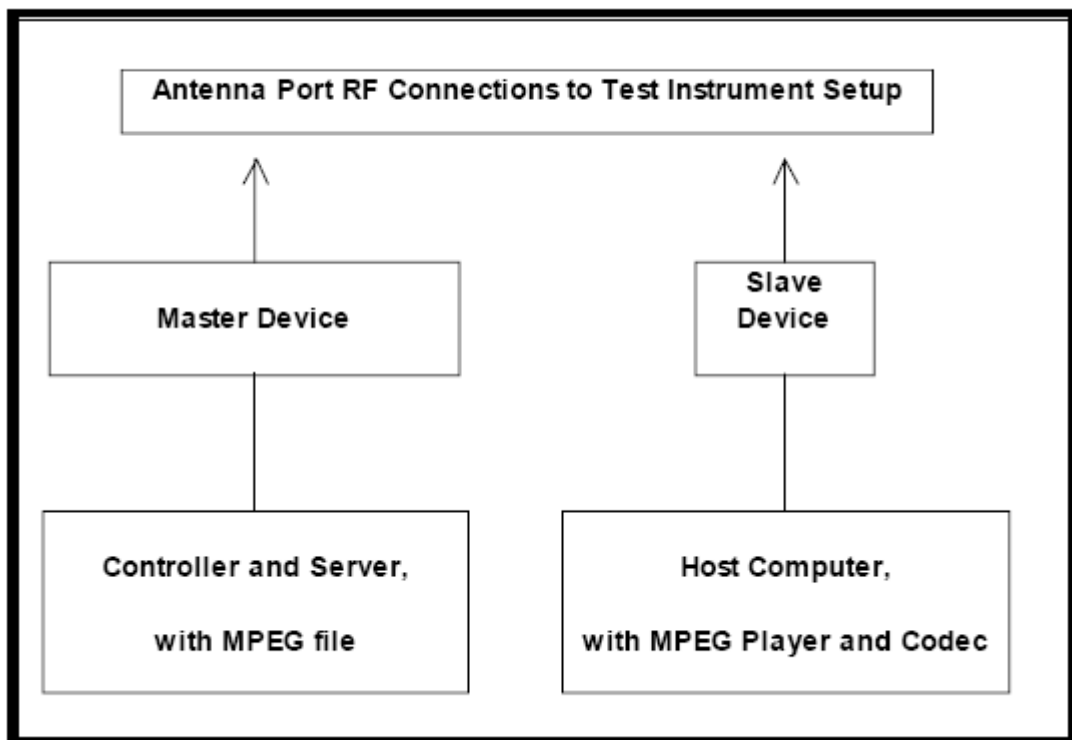 Antenna Port RF Connections to Test Instrument Setup
Master Device
Slave
Device
Controller and Server,
with MPEG file
Host Computer,
with MPEG Player and Codec